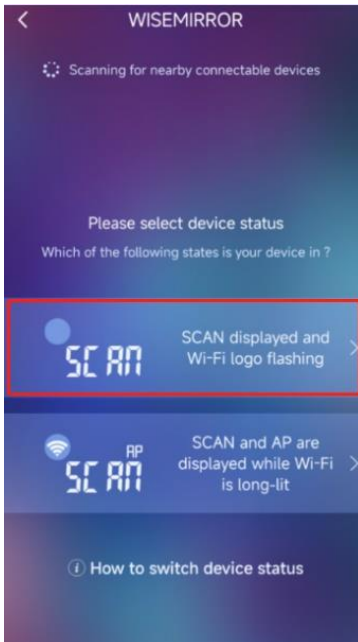 WISEMIRROR
Scanning for nearby connectable devices
Please select device status
Which of the following states is your device in ?
SCAN
SCAN displayed and
Wi-Fi logo flashing
AP
SCAN
SCAN and AP are
displayed while Wi-Fi
is long-lit
How to switch device status